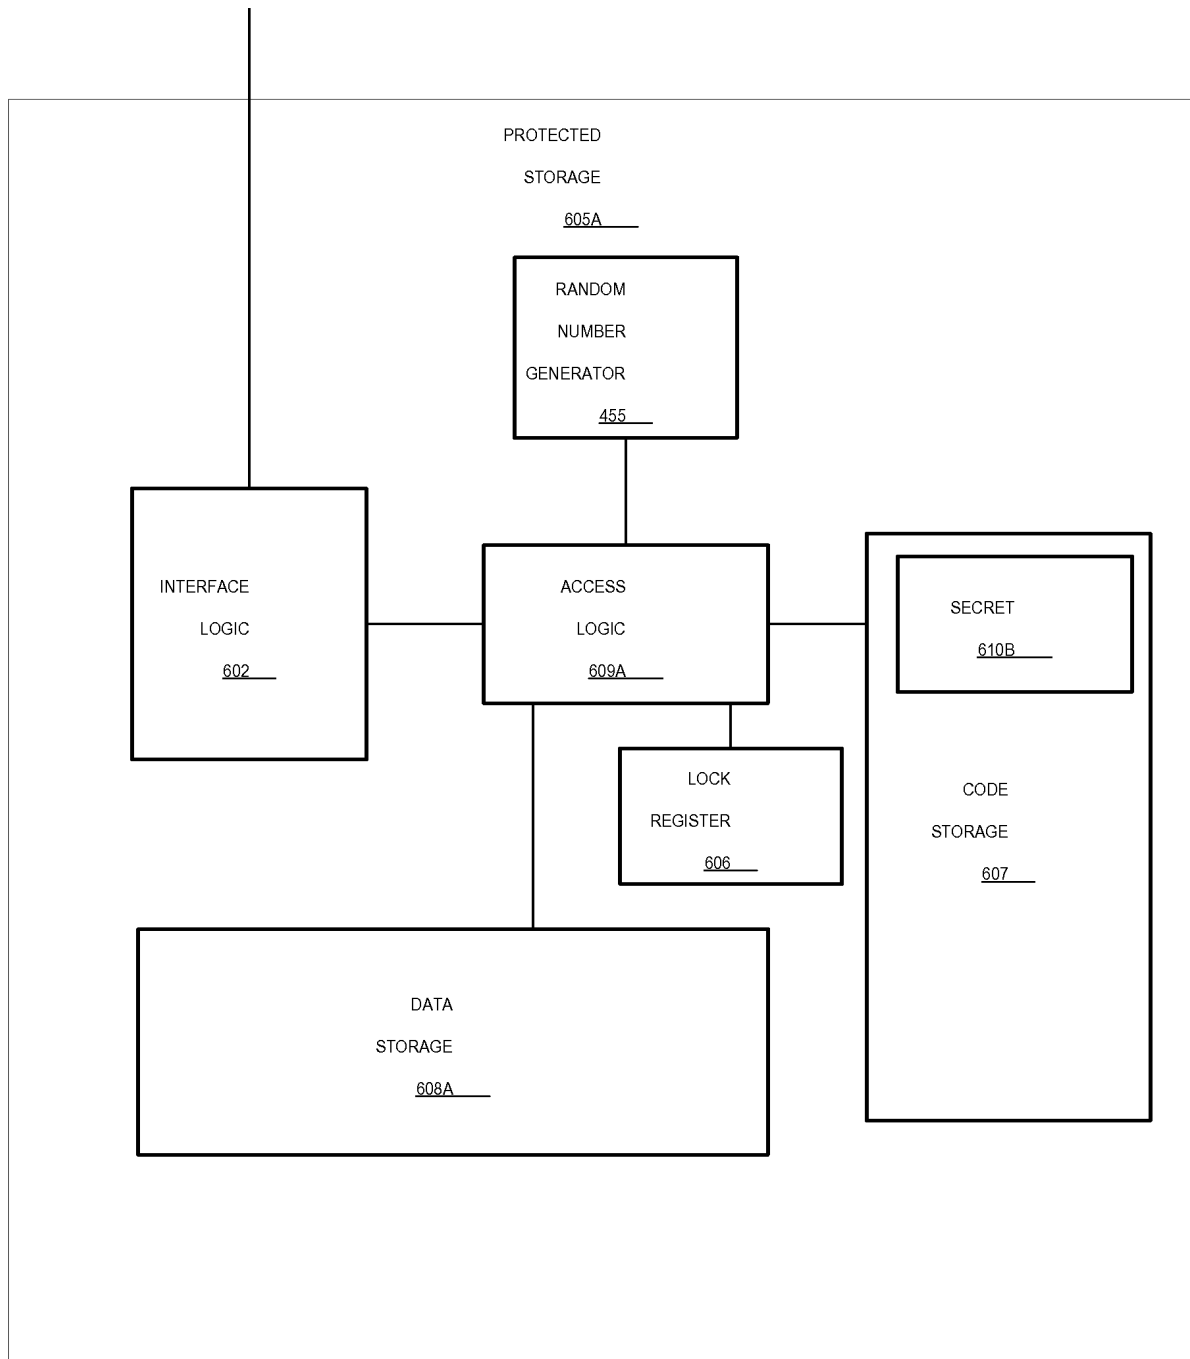 PROTECTED
STORAGE
605A
RANDOM
NUMBER
GENERATOR
455
INTERFACE
LOGIC
602
ACCESS
LOGIC
609A
SECRET
610B
LOCK
REGISTER
606
CODE
STORAGE
607
DATA
STORAGE
608A